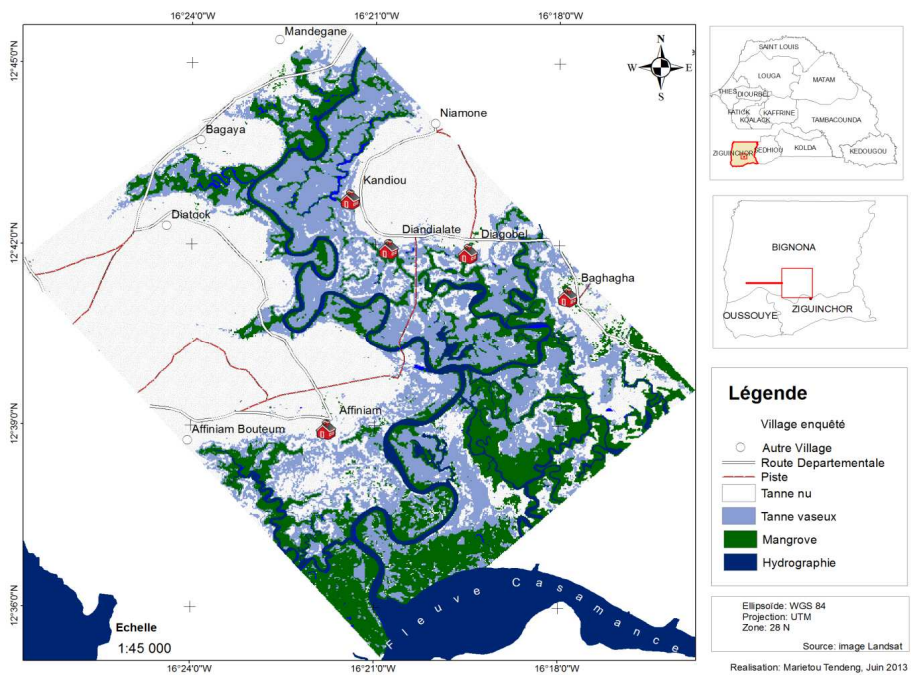 16°24'0"W
16°21'0"W
16°18'0"W
12°45'0"N
12°42'0"N
12°39'0"N
12°36'0"N
Mandegane
N
W
E
S
Niamone
Bagaya
Kandiou
Diatock
Diandialate
Diagobel
Baghagha
Affiniam
Affiniam Bouteum
Fleuve Casamance
Echelle
1:45 000
16°24'0"W
16°21'0"W
16°18'0"W
SAINT LOUIS
LOUGA
MATAM
THIES
DIOURBEL
FATICK
KAFFRINE
KOALACK
TAMBACOUNDA
ZIGUINCHOR
SEDHIOU
KOLDA
KEDOUGOU
BIGNONA
OUSSOUYE
ZIGUINCHOR
Légende
Village enquêté
Autre Village
Route Departementale
Piste
Tanne nu
Tanne vaseux
Mangrove
Hydrographie
Ellipsoïde: WGS 84
Projection: UTM
Zone: 28 N
Source: image Landsat
Realisation: Marietou Tendeng, Juin 2013